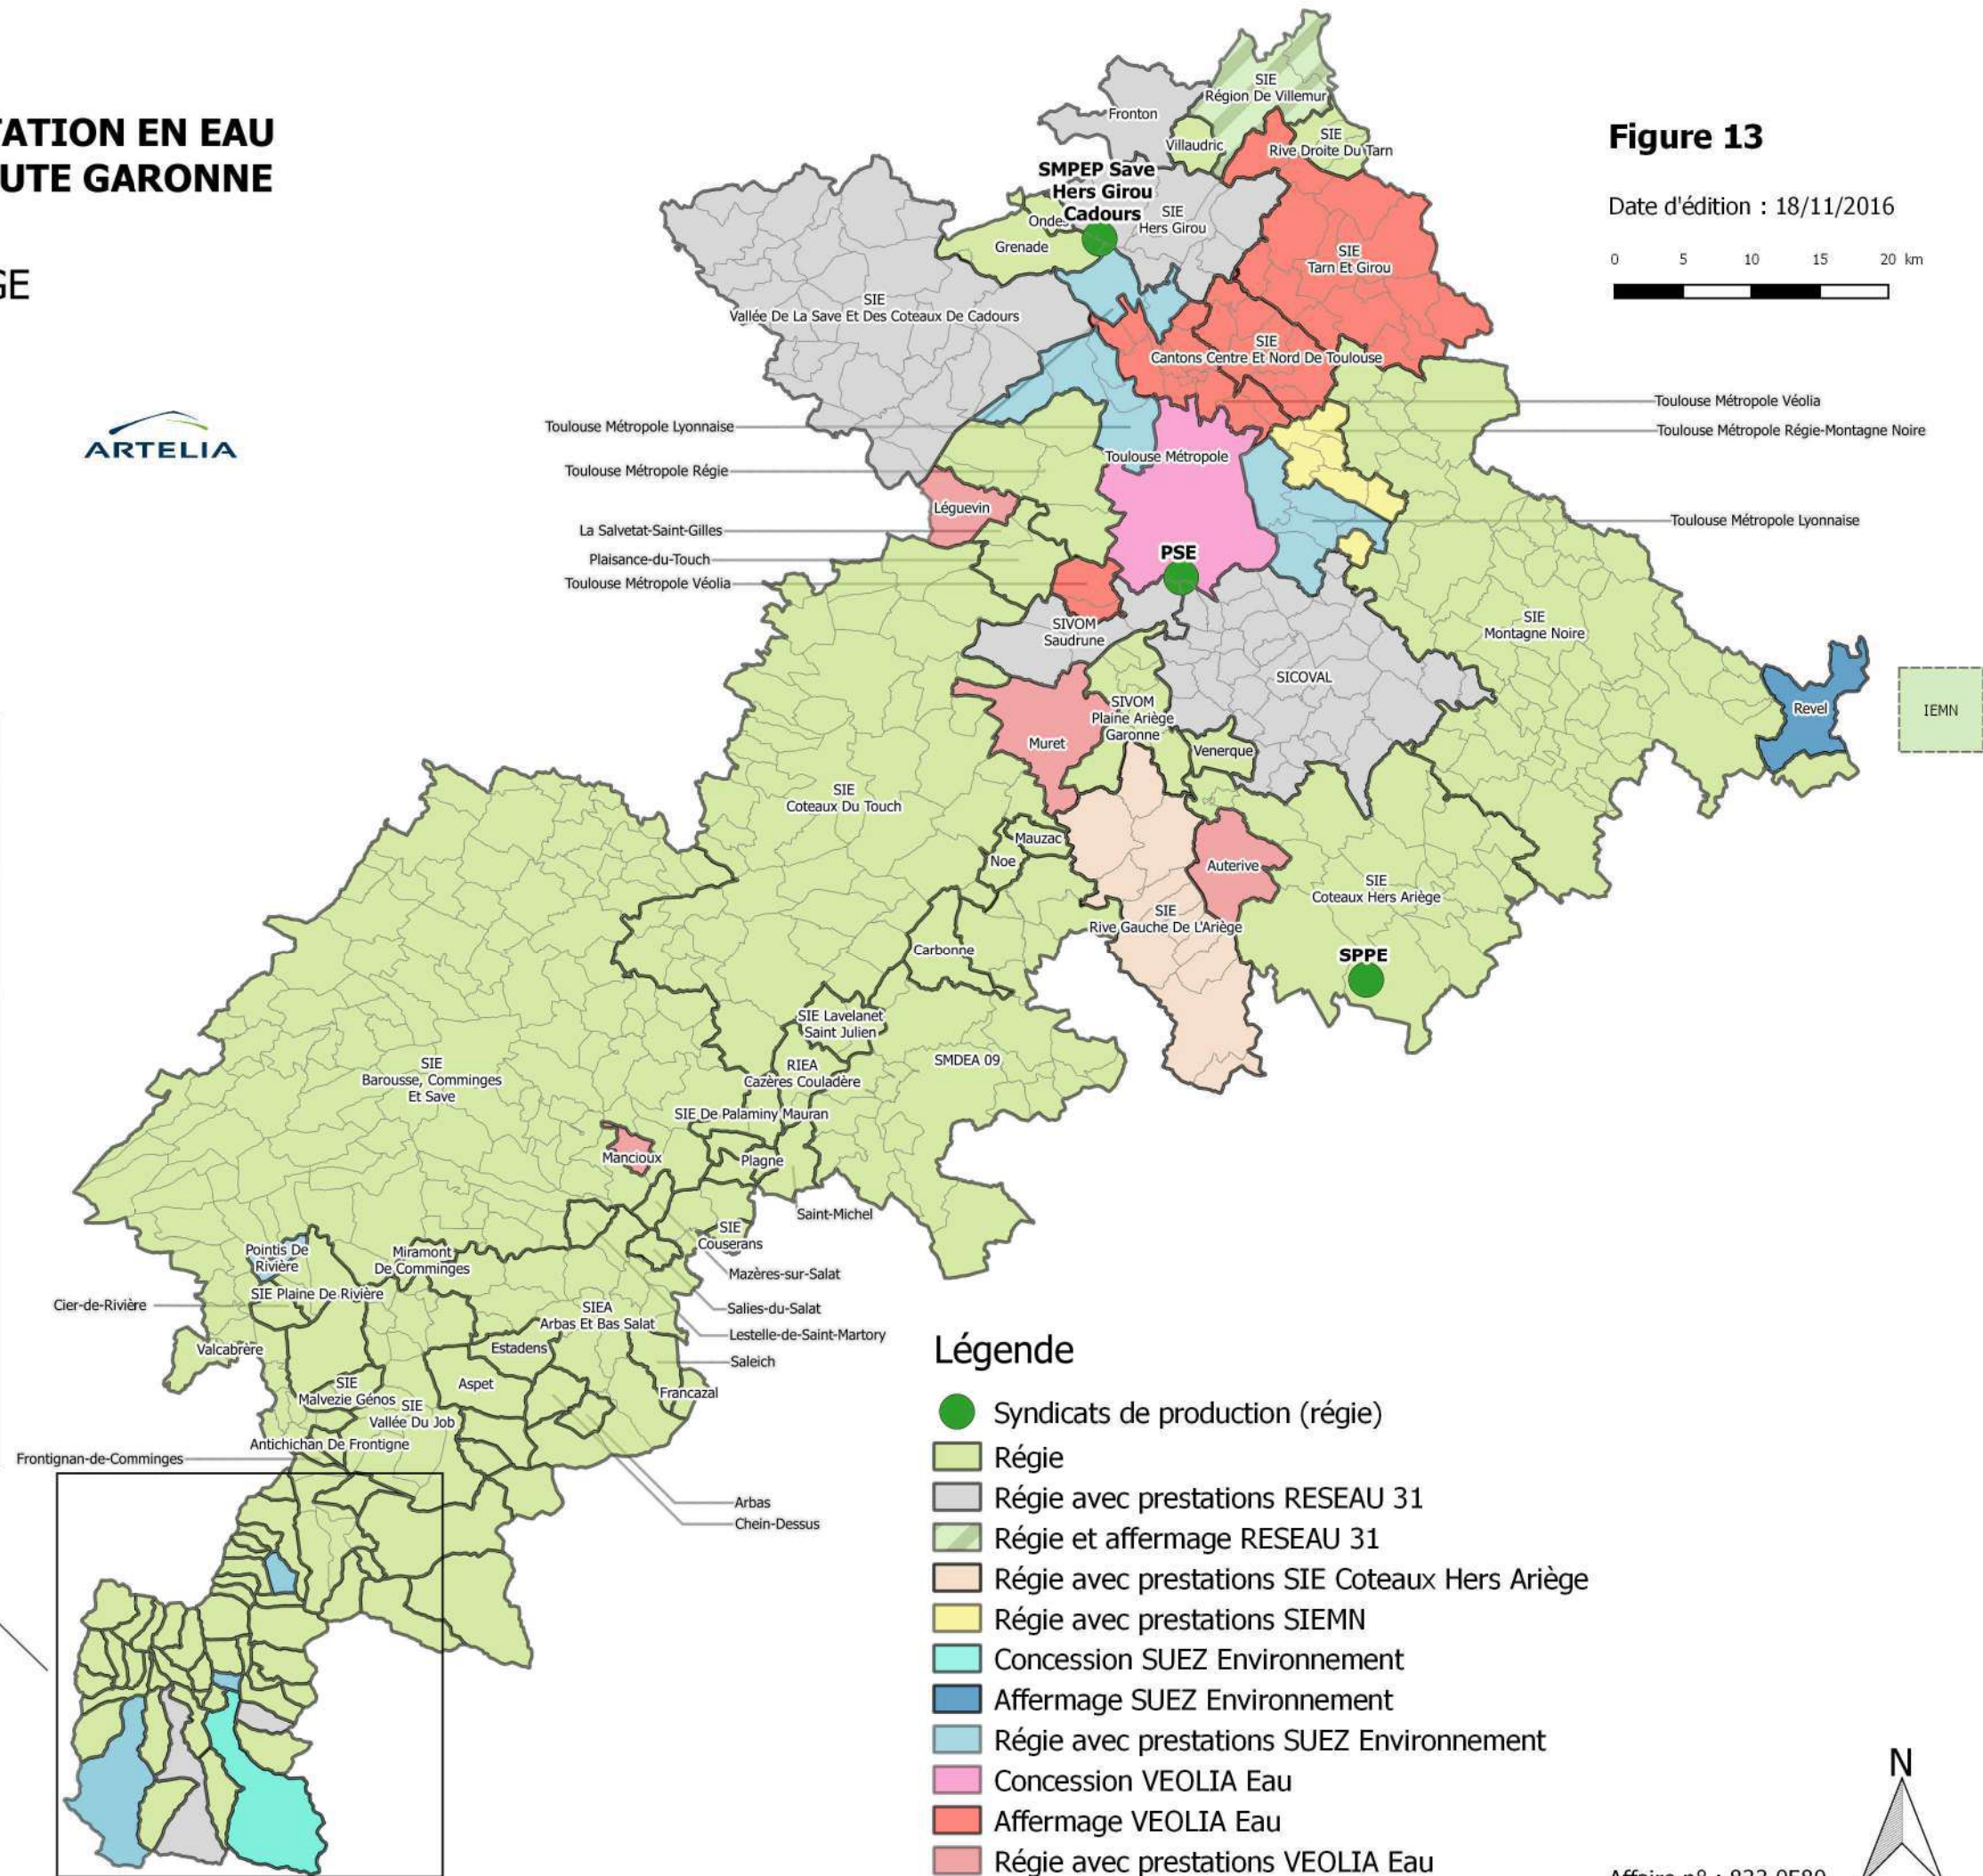 TATION EN EAU
UTE GARONNE
GE
ARTELIA
Figure 13
Date d'édition : 18/11/2016
0 5 10 15 20 km
SIE
Région De Villemur
Fronton
Villaudric
SIE
Rive Droite Du Tarn
SMPEP Save
Hers Girou
Cadours
Ondes
SIE
Hers Girou
Grenade
SIE
Tarn Et Girou
SIE
Vallée De La Save Et Des Coteaux De Cadours
SIE
Cantons Centre Et Nord De Toulouse
Toulouse Métropole Véolia
Toulouse Métropole Lyonnaise
Toulouse Métropole Régie-Montagne Noire
Toulouse Métropole
Toulouse Métropole Régie
Léguevin
Toulouse Métropole Lyonnaise
La Salvetat-Saint-Gilles
Plaisance-du-Touch
PSE
Toulouse Métropole Véolia
SIVOM
Saudrune
SIE
Montagne Noire
SICOVAL
Revel
IEMN
SIVOM
Plaine Ariège
Garonne
Muret
Venerque
SIE
Coteaux Du Touch
Mauzac
Noe
Auterive
SIE
Coteaux Hers Ariège
SIE
Rive Gauche De L'Ariège
Carbonne
SPPE
SIE Lavelanet
Saint Julien
SMDEA 09
SIE
Barousse, Comminges
Et Save
RIEA
Cazères Couladère
SIE De Palaminy Mauran
Mancioux
Plagne
Saint-Michel
SIE
Couserans
Pointis De
Rivière
Miramont
De Comminges
Mazères-sur-Salat
SIE Plaine De Rivière
Cier-de-Rivière
Salies-du-Salat
SIEA
Arbas Et Bas Salat
Lestelle-de-Saint-Martory
Valcabrère
Estadens
Saleich
SIE
Malvezie Génos
Aspet
Francazal
SIE
Vallée Du Job
Antichichan De Frontigne
Frontignan-de-Comminges
Arbas
Chein-Dessus
Légende
Syndicats de production (régie)
Régie
Régie avec prestations RESEAU 31
Régie et affermage RESEAU 31
Régie avec prestations SIE Coteaux Hers Ariège
Régie avec prestations SIEMN
Concession SUEZ Environnement
Affermage SUEZ Environnement
Régie avec prestations SUEZ Environnement
Concession VEOLIA Eau
Affermage VEOLIA Eau
Régie avec prestations VEOLIA Eau
N